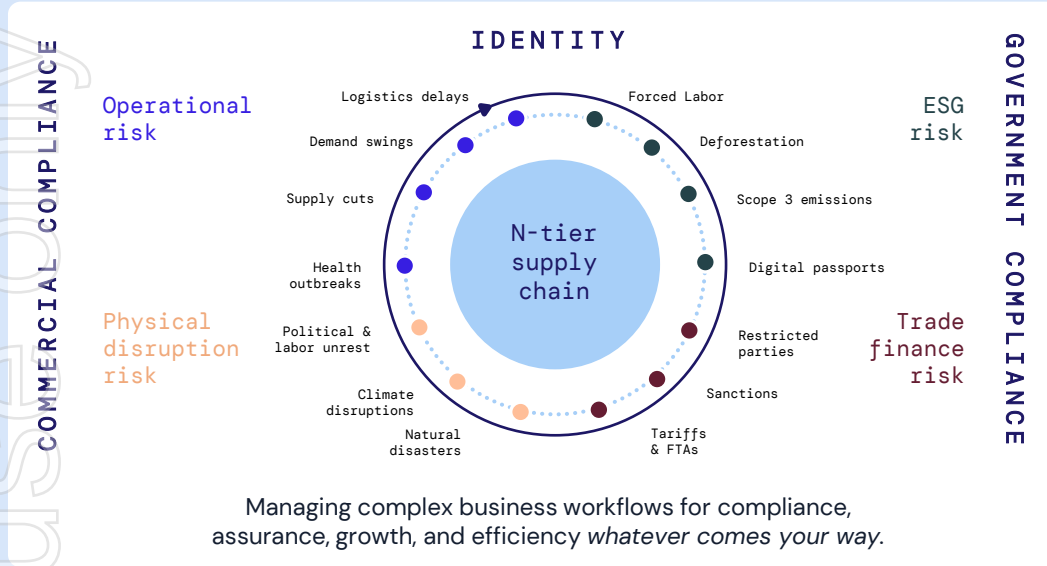 IDENTITY
COMMERCIAL COMPLIANCE
GOVERNMENT COMPLIANCE
Operational
risk
Physical
disruption
risk
ESG
risk
Trade
finance
risk
Logistics delays
Demand swings
Supply cuts
Health
outbreaks
Political &
labor unrest
Climate
disruptions
Natural
disasters
Forced Labor
Deforestation
Scope 3 emissions
Digital passports
Restricted
parties
Sanctions
Tariffs
& FTAs
N-tier
supply
chain
Managing complex business workflows for compliance,
assurance, growth, and efficiency whatever comes your way.
use only